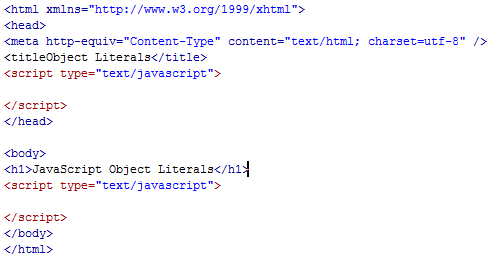 <html xmlns="http://www.w3.org/1999/xhtml">
<head>
<meta http-equiv="Content-Type" content="text/html; charset=utf-8" />
<titleObject Literals</title>
<script type="text/javascript">
</script>
</head>
<body>
<h1>JavaScript Object Literals</h1>
<script type="text/javascript">
</script>
</body>
</html>